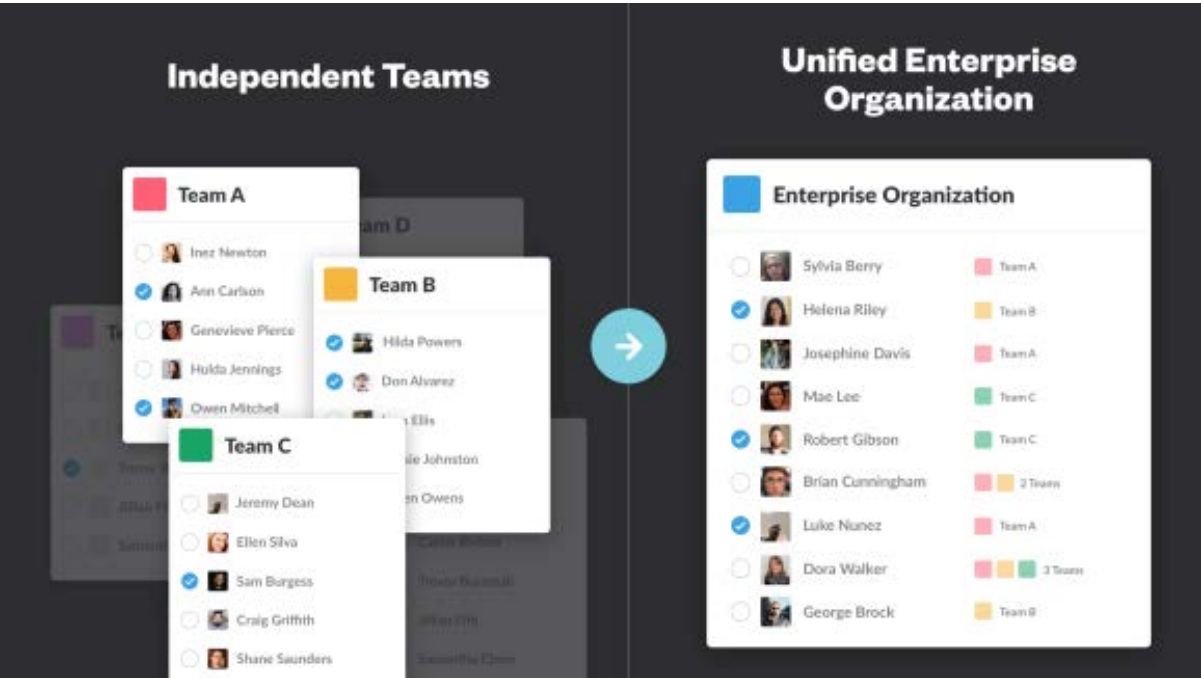 Independent Teams
Team A
Inez Newton
Ann Carlson
Genevieve Pierce
Hulda Jennings
Owen Mitchell
Team B
Hilda Powers
Don Alvarez
Ellis
Johnston
Owens
Team C
Jeremy Dean
Ellen Silva
Sam Burgess
Craig Griffith
Shane Saunders
Unified Enterprise
Organization
Enterprise Organization
Sylvia Berry Team A
Helena Riley Team B
Josephine Davis Team A
Mae Lee Team C
Robert Gibson Team C
Brian Cunningham 2 Teams
Luke Nunez Team A
Dora Walker 3 Teams
George Brock Team B